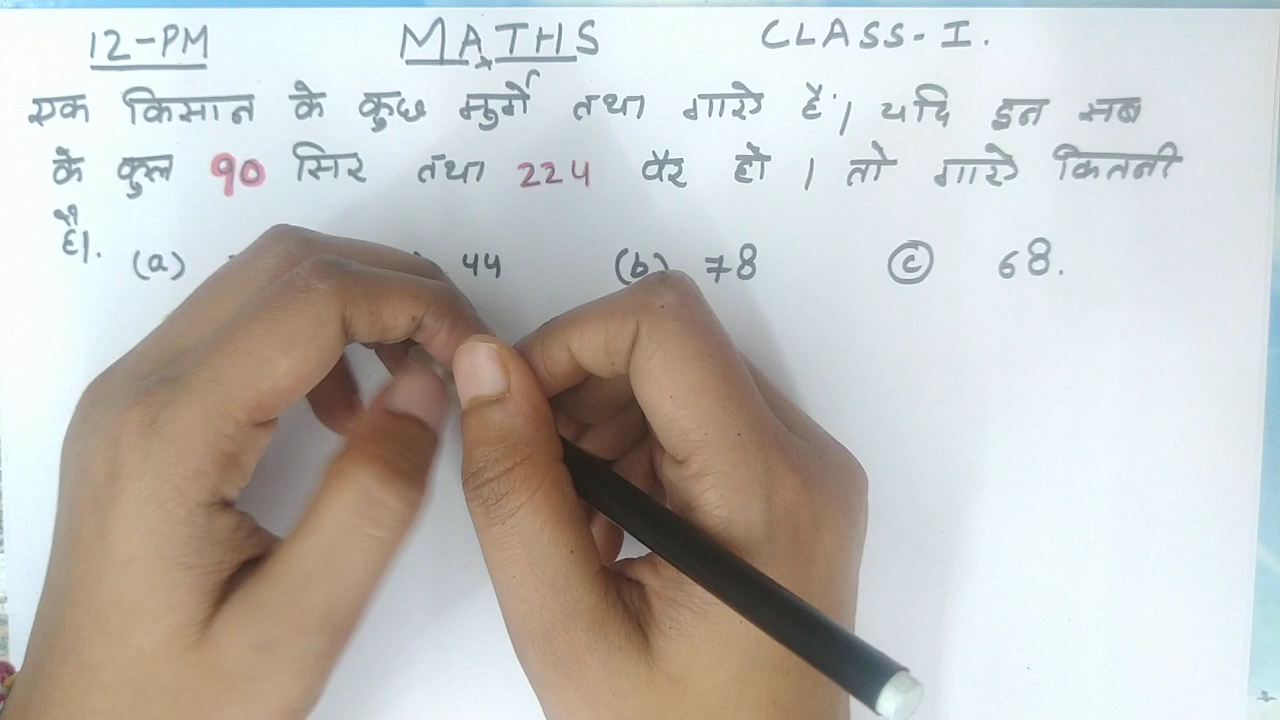 12-PM MATHS CLASS-I.
एक किसान के कुछ मुर्गे तथा गाऐ हैं, यदि इन सब
के कुल 90 सिर तथा 224 पैर हो, तो गाऐ कितनी
है।
(a) 44 (b) 78 (c) 68.